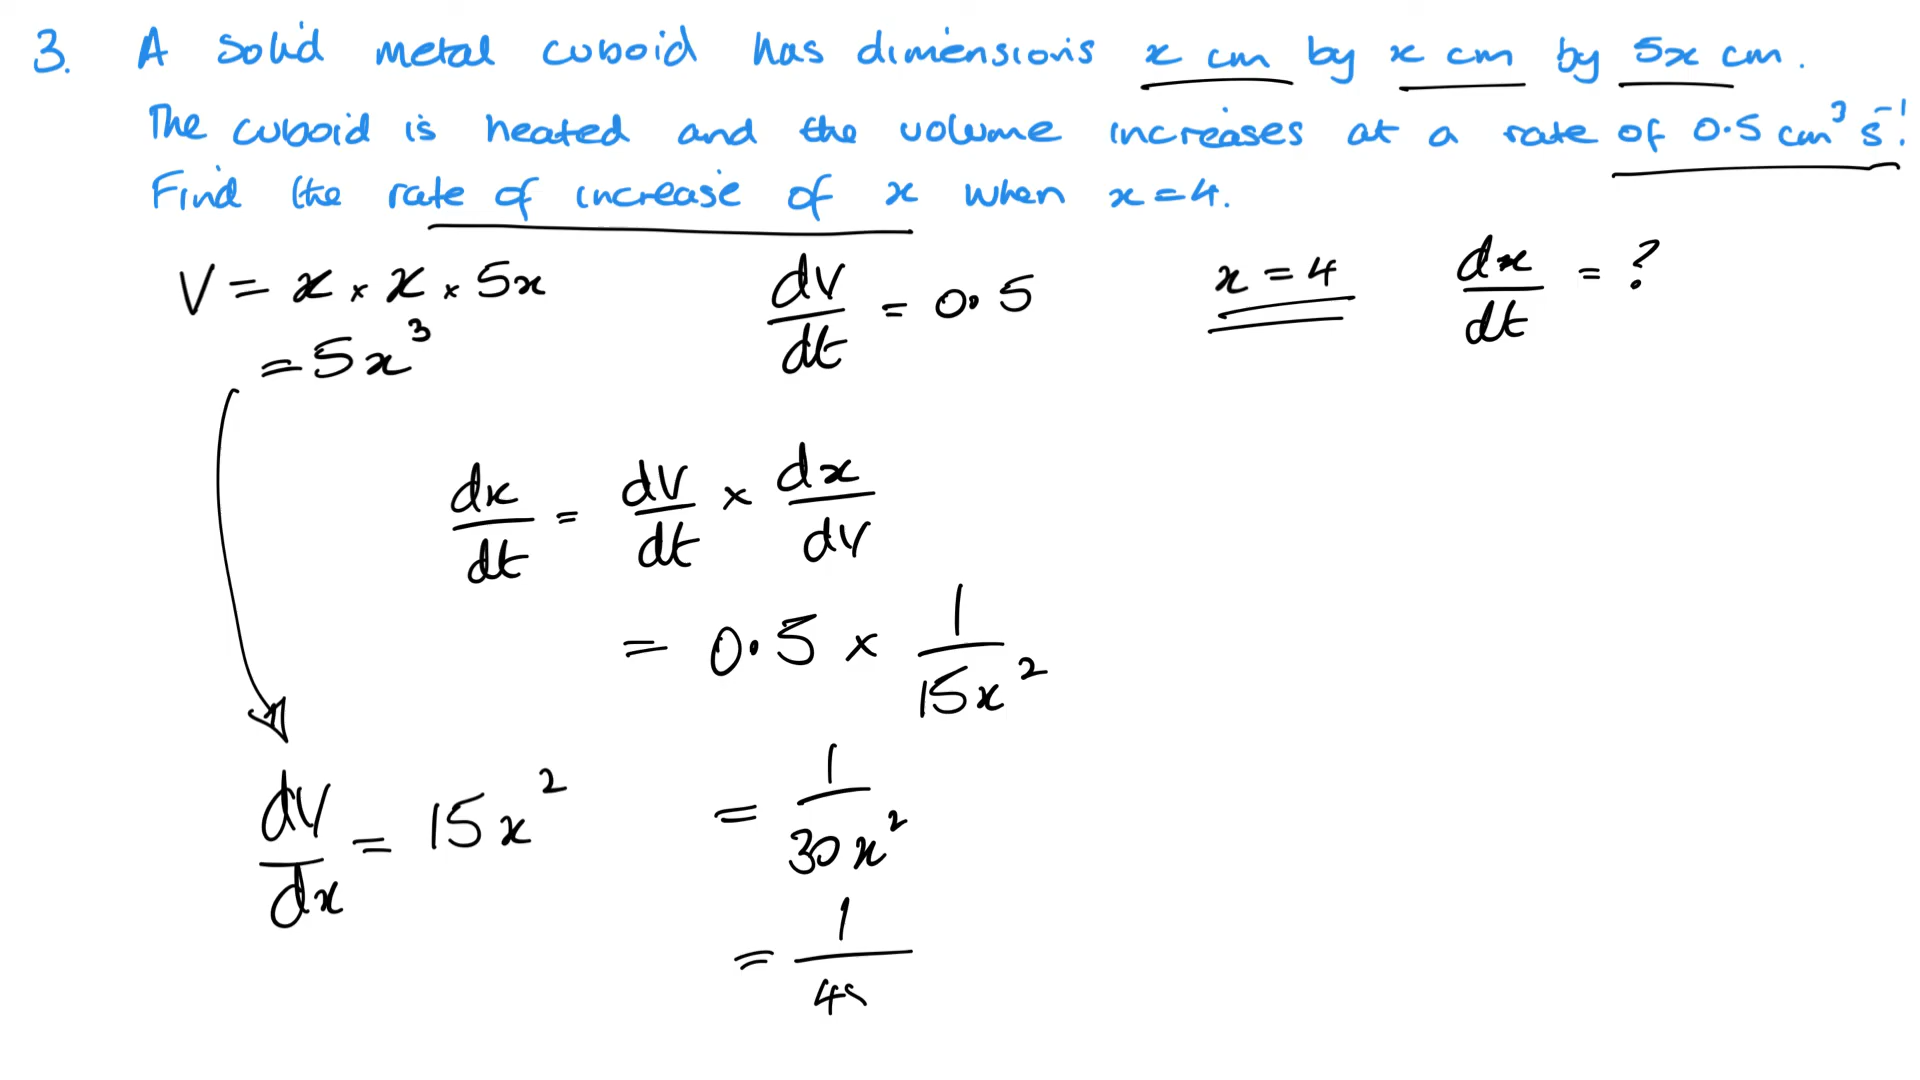 3. A solid metal cuboid has dimensions x cm by x cm by 5x cm.
The cuboid is heated and the volume increases at a rate of 0.5 cm³ s⁻¹.
Find the rate of increase of x when x = 4.
V = x × x × 5x
= 5x³
dV/dt = 0.5
x = 4
dx/dt = ?
dx/dt = dV/dt × dx/dV
= 0.5 × 1/15x²
dV/dx = 15x²
= 1/30x²
= 1/4